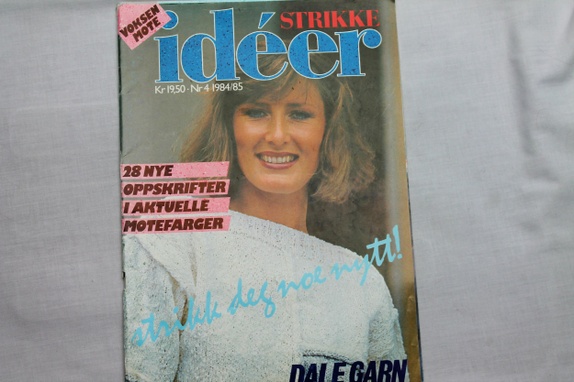 VOKSEN
MOTE
STRIKKE
idéer
Kr 19,50 - Nr 4 1984/85
28 NYE
OPPSKRIFTER
I AKTUELLE
MOTEFARGER
strikk deg noe nytt!
DALE GARN